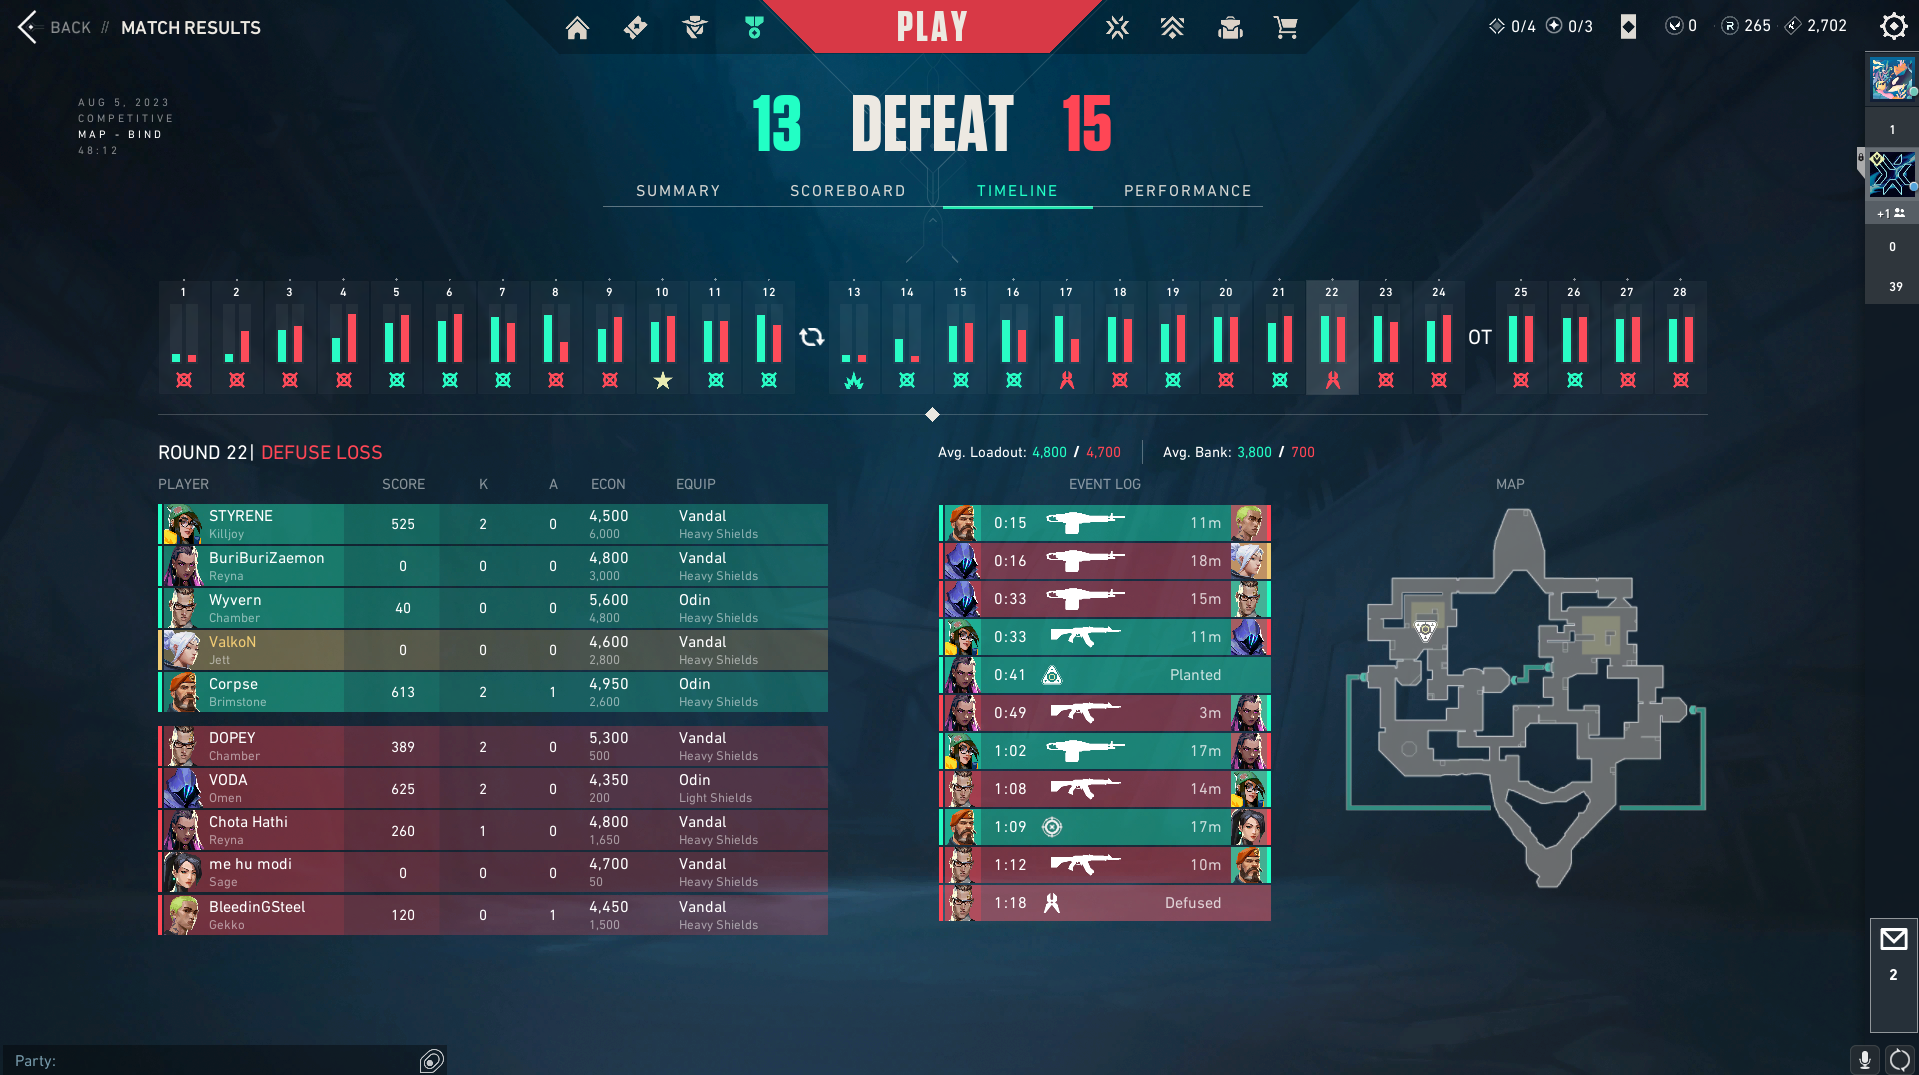 BACK // MATCH RESULTS
PLAY
0/4 0/3 0 265 2,702
AUG 5, 2023
COMPETITIVE
MAP - BIND
48:12
13 DEFEAT 15
SUMMARY SCOREBOARD TIMELINE PERFORMANCE
1
+1
0
39
1 2 3 4 5 6 7 8 9 10 11 12 13 14 15 16 17 18 19 20 21 22 23 24 25 26 27 28
OT
ROUND 22| DEFUSE LOSS
Avg. Loadout: 4,800 / 4,700 Avg. Bank: 3,800 / 700
PLAYER SCORE K A ECON EQUIP
STYRENE 525 2 0 4,500 Vandal
Killjoy 6,000 Heavy Shields
BuriBuriZaemon 0 0 0 4,800 Vandal
Reyna 3,000 Heavy Shields
Wyvern 40 0 0 5,600 Odin
Chamber 4,800 Heavy Shields
ValkoN 0 0 0 4,600 Vandal
Jett 2,800 Heavy Shields
Corpse 613 2 1 4,950 Odin
Brimstone 2,600 Heavy Shields
DOPEY 389 2 0 5,300 Vandal
Chamber 500 Heavy Shields
VODA 625 2 0 4,350 Odin
Omen 200 Light Shields
Chota Hathi 260 1 0 4,800 Vandal
Reyna 1,650 Heavy Shields
me hu modi 0 0 0 4,700 Vandal
Sage 50 Heavy Shields
BleedinGSteel 120 0 1 4,450 Vandal
Gekko 1,500 Heavy Shields
EVENT LOG
0:15 11m
0:16 18m
0:33 15m
0:33 11m
0:41 Planted
0:49 3m
1:02 17m
1:08 14m
1:09 17m
1:12 10m
1:18 Defused
MAP
2
Party: